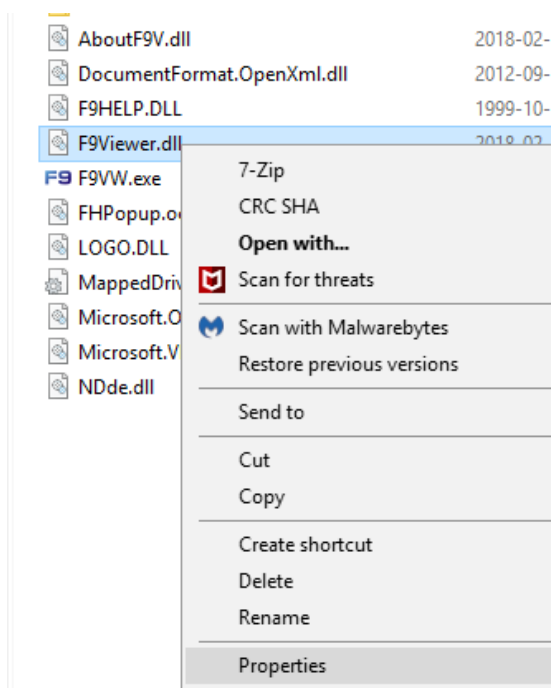 AboutF9V.dll 2018-02-
DocumentFormat.OpenXml.dll 2012-09-
F9HELP.DLL 1999-10-
F9Viewer.dll 2018-02-
F9 F9VW.exe
FHPopup.o
LOGO.DLL
MappedDriv
Microsoft.O
Microsoft.V
NDde.dll
7-Zip
CRC SHA
Open with...
Scan for threats
Scan with Malwarebytes
Restore previous versions
Send to
Cut
Copy
Create shortcut
Delete
Rename
Properties